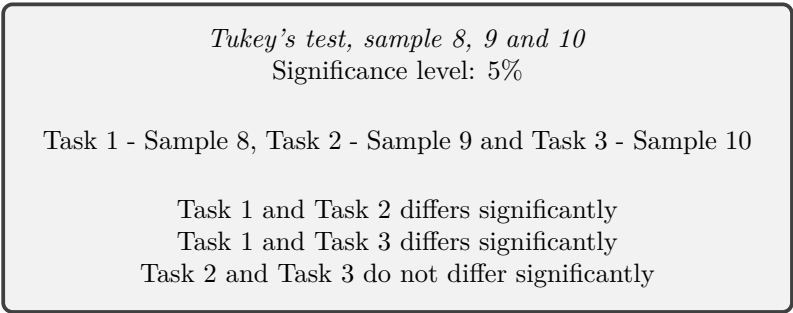 Tukey's test, sample 8, 9 and 10
Significance level: 5%
Task 1 - Sample 8, Task 2 - Sample 9 and Task 3 - Sample 10
Task 1 and Task 2 differs significantly
Task 1 and Task 3 differs significantly
Task 2 and Task 3 do not differ significantly